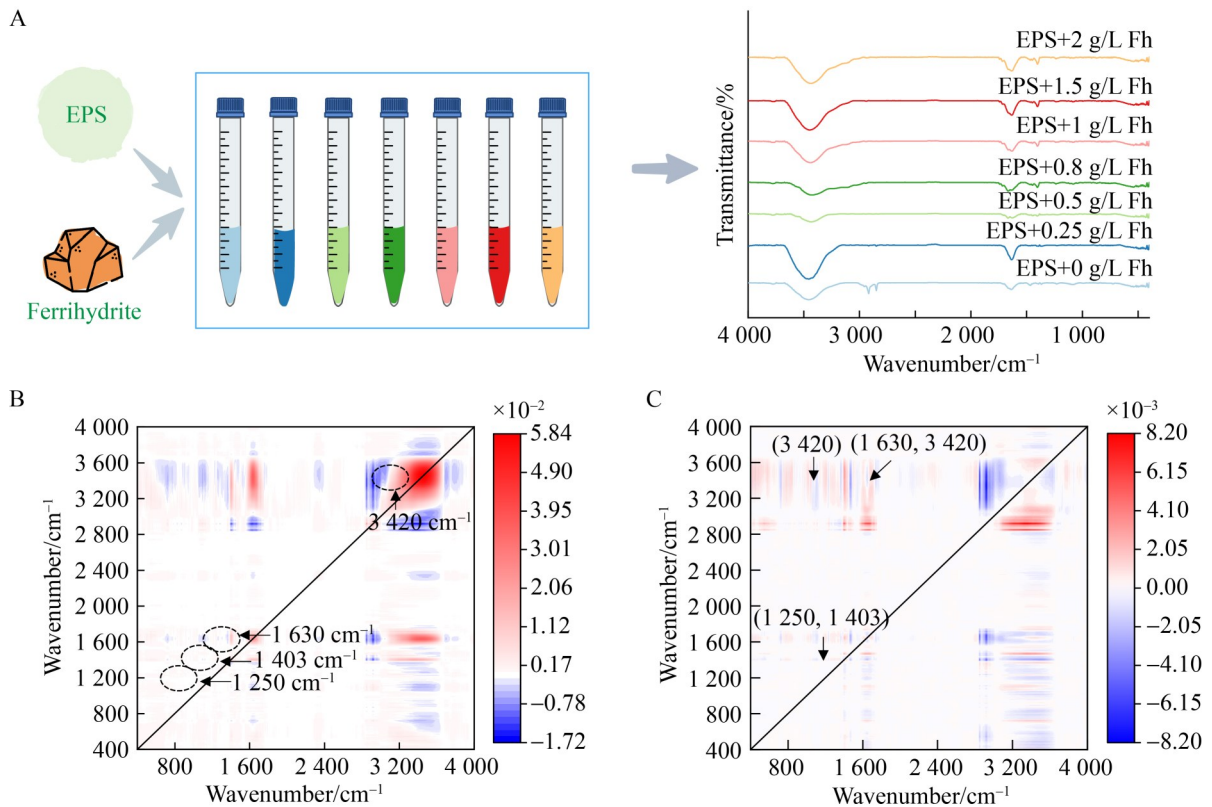 A
EPS
Ferrihydrite
Transmittance/%
EPS+2 g/L Fh
EPS+1.5 g/L Fh
EPS+1 g/L Fh
EPS+0.8 g/L Fh
EPS+0.5 g/L Fh
EPS+0.25 g/L Fh
EPS+0 g/L Fh
4 000 3 000 2 000 1 000
Wavenumber/cm⁻¹
B
Wavenumber/cm⁻¹
4 000
3 600
3 200
2 800
2 400
2 000
1 600
1 200
800
400
3 420 cm⁻¹
1 630 cm⁻¹
1 403 cm⁻¹
1 250 cm⁻¹
800 1 600 2 400 3 200 4 000
Wavenumber/cm⁻¹
×10⁻²
5.84
4.90
3.95
3.01
2.06
1.12
0.17
−0.78
−1.72
C
Wavenumber/cm⁻¹
4 000
3 600
3 200
2 800
2 400
2 000
1 600
1 200
800
400
(3 420) (1 630, 3 420)
(1 250, 1 403)
800 1 600 2 400 3 200 4 000
Wavenumber/cm⁻¹
×10⁻³
8.20
6.15
4.10
2.05
0.00
−2.05
−4.10
−6.15
−8.20